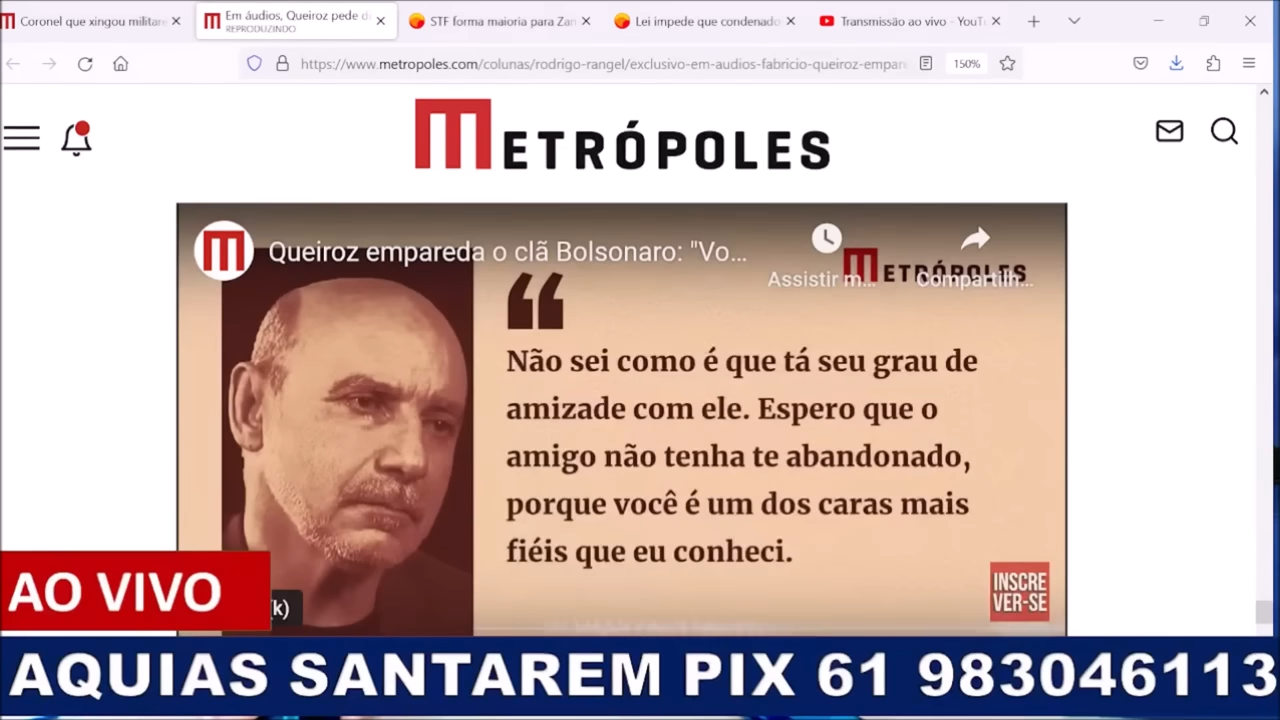 Coronel que xingou militare
Em áudios, Queiroz pede d
REPRODUZINDO
STF forma maioria para Zan
Lei impede que condenado
Transmissão ao vivo - YouTu
https://www.metropoles.com/colunas/rodrigo-rangel/exclusivo-em-audios-fabricio-queiroz-empar
150%
METRÓPOLES
Queiroz empareda o clã Bolsonaro: "Vo...
Assistir m...
Compartilh...
METRÓPOLES
Não sei como é que tá seu grau de
amizade com ele. Espero que o
amigo não tenha te abandonado,
porque você é um dos caras mais
fiéis que eu conheci.
INSCRE
VER-SE
AO VIVO
(k)
AQUIAS SANTAREM PIX 61 983046113